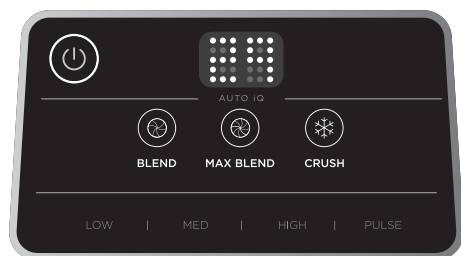 AUTO iQ
BLEND MAX BLEND CRUSH
LOW | MED | HIGH | PULSE